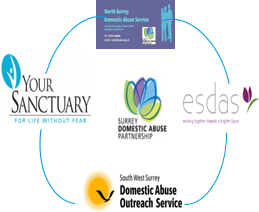 North Surrey
Domestic Abuse Service
YOUR
SANCTUARY
FOR LIFE WITHOUT FEAR
SURREY
DOMESTIC ABUSE
PARTNERSHIP
esdas
working together towards a brighter future
South West Surrey
Domestic Abuse
Outreach Service